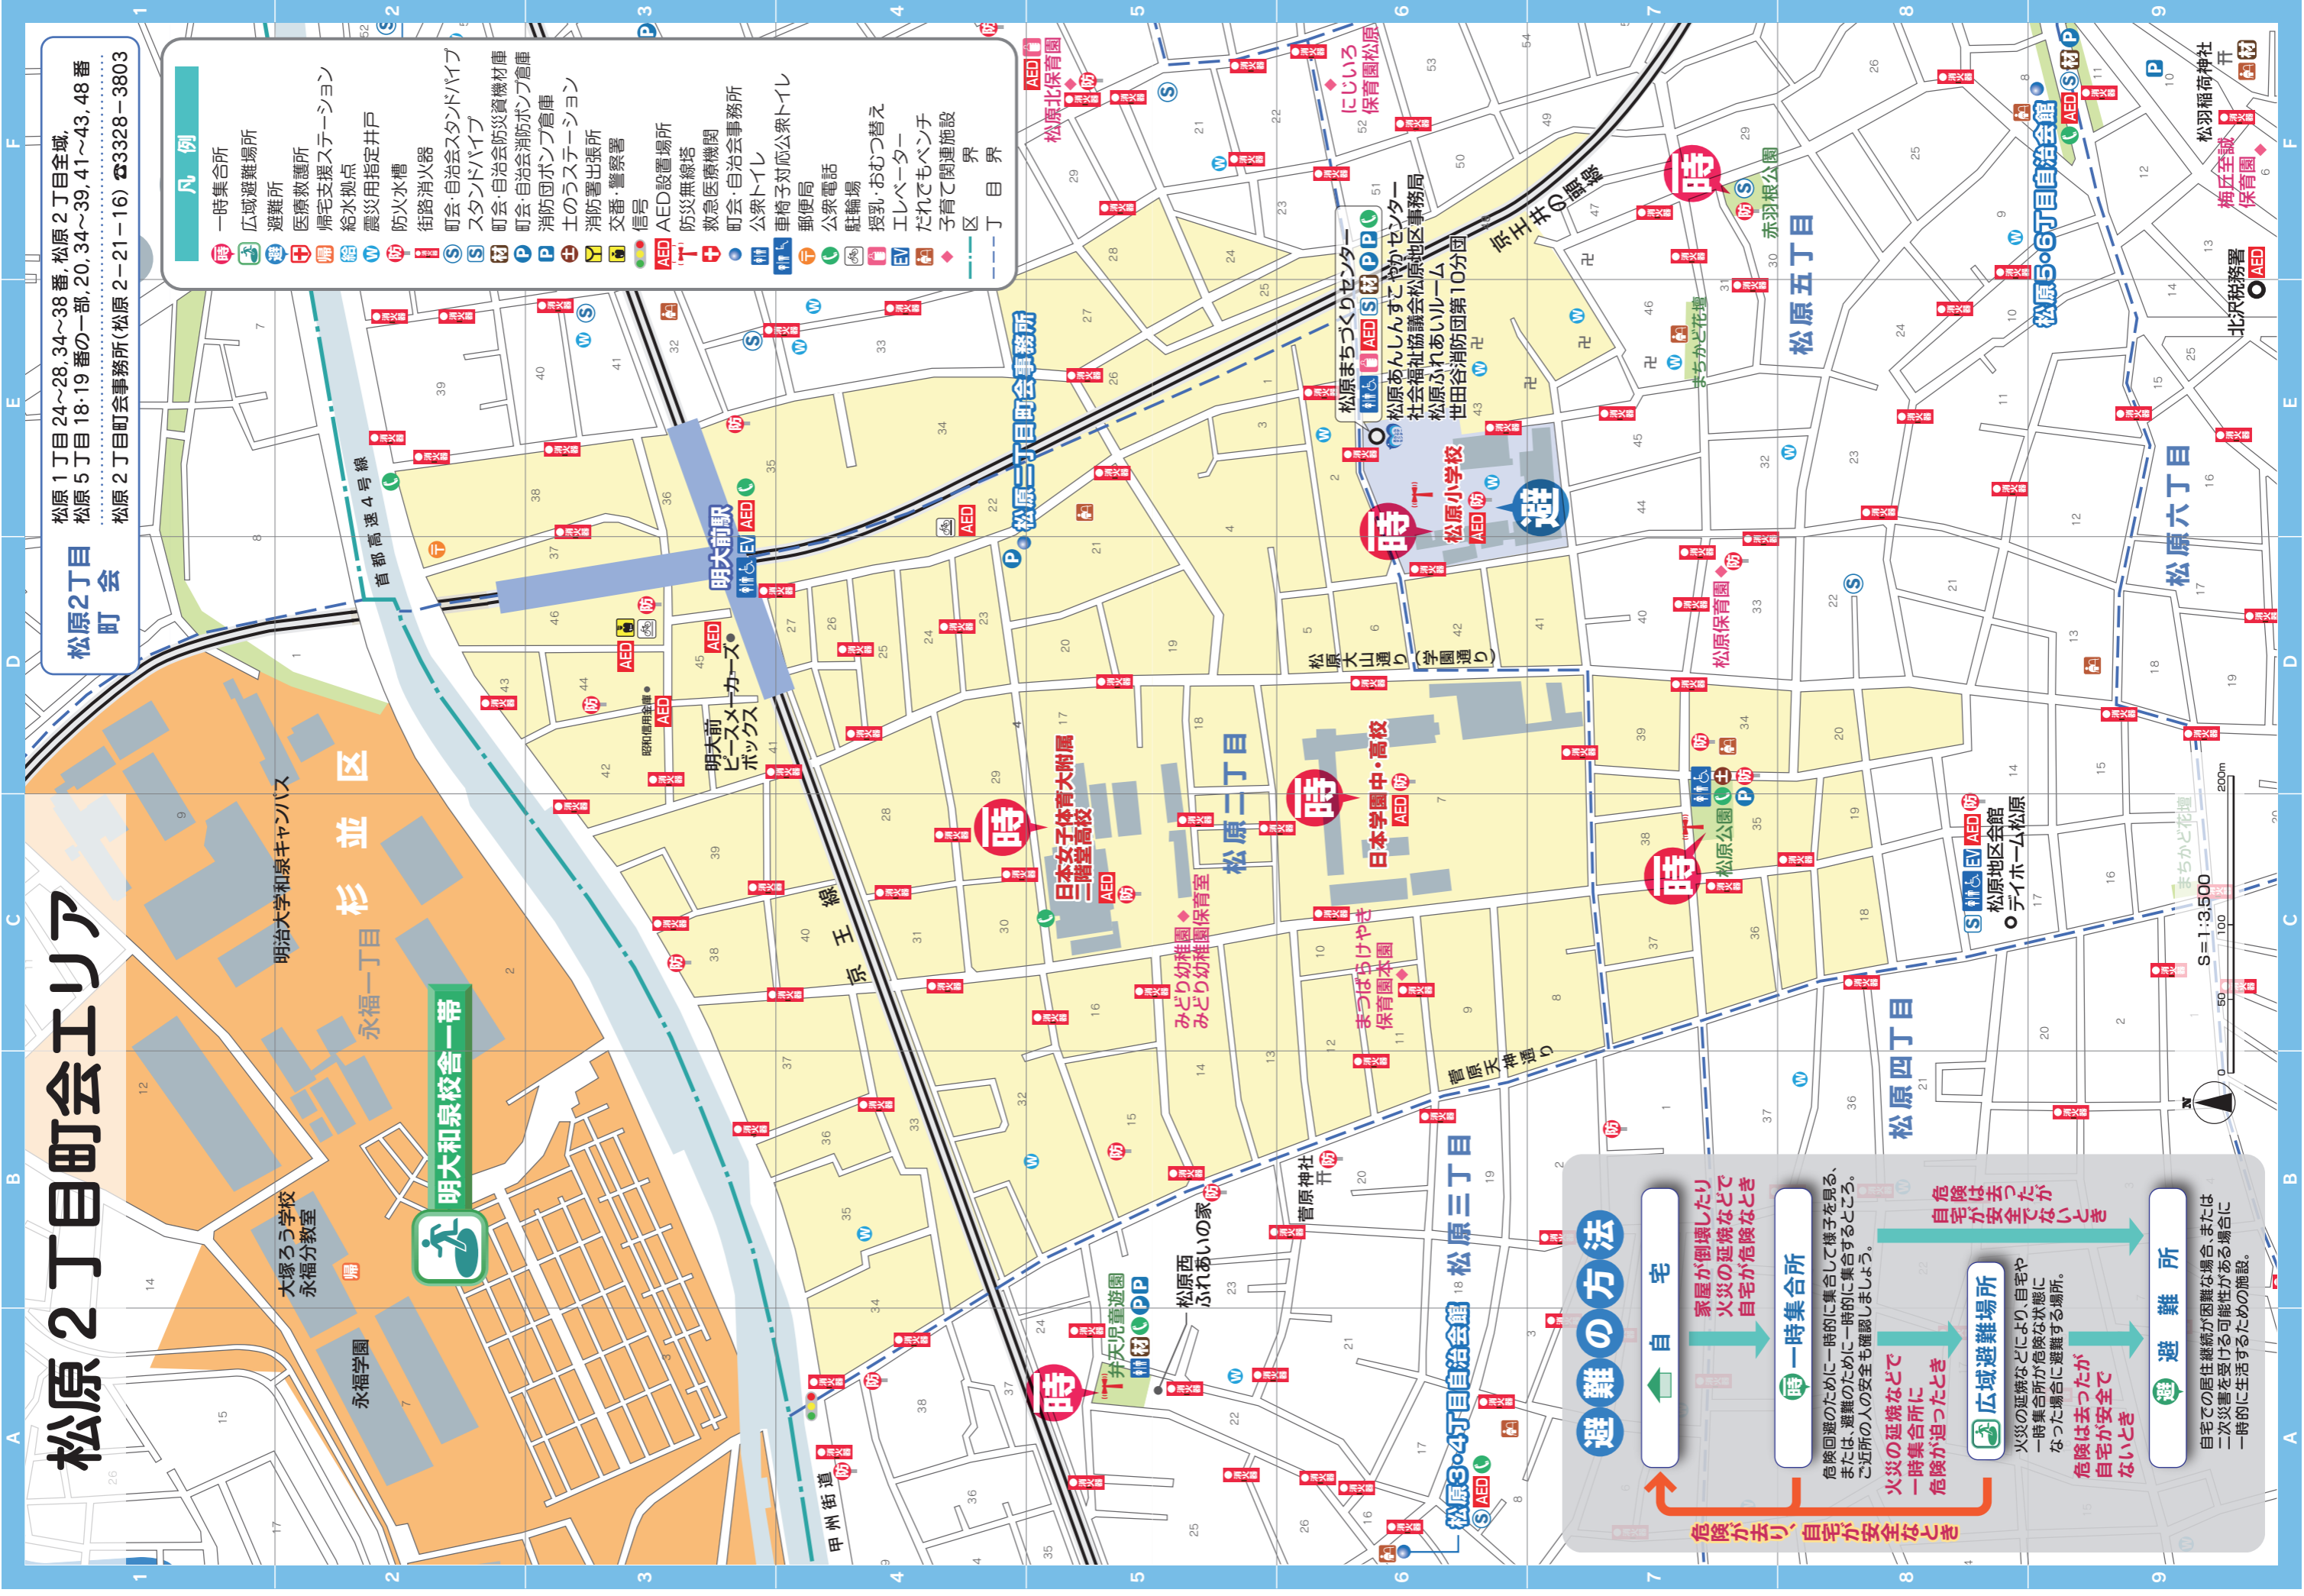 松原2丁目町会エリア
松原2丁目
町会
松原1丁目24~28,34~38番,松原2丁目全域,
松原5丁目18・19番の一部,20,34~39,41~43,48番
松原2丁目町会事務所(松原2-21-16) ☎3328-3803
凡例
一時集合所
広域避難場所
避難所
医療救護所
帰宅支援ステーション
給水拠点
震災用指定井戸
防火水槽
街路消火器
町会・自治会スタンドパイプ
スタンドパイプ
町会・自治会防災資機材庫
町会・自治会消防ポンプ倉庫
消防団ポンプ倉庫
土のうステーション
消防署出張所
交番・警察署
信号
AED設置場所
防災無線塔
救急医療機関
町会・自治会事務所
公衆トイレ
車椅子対応公衆トイレ
郵便局
公衆電話
駐輪場
授乳・おむつ替え
エレベーター
だれでもベンチ
子育て関連施設
区界
丁目界
明治大学和泉キャンパス
杉並区
永福一丁目
明大和泉校舎一帯
大塚ろう学校
永福分教室
永福学園
首都高速4号線
甲州街道
京王線
京王井の頭線
明大前駅
昭和信用金庫
明大前
ピースメーカーズ
ボックス
松原二丁目町会事務所
松原北保育園
にじいろ
保育園松原
日本女子体育大附属
二階堂高校
みどり幼稚園
みどり幼稚園保育室
松原二丁目
日本学園中・高校
まつばらけやき
保育園本園
松原大山通り(学園通り)
菅原天神通り
松原小学校
松原まちづくりセンター
松原あんしんすこやかセンター
社会福祉協議会松原地区事務局
松原ふれあいルーム
世田谷消防団第10分団
赤羽根公園
まちかど花壇
松原五丁目
松原保育園
松原公園
松原地区会館
デイホーム松原
松原5・6丁目自治会館
松羽稲荷神社
梅丘至誠
保育園
北沢税務署
松原六丁目
松原四丁目
松原三丁目
菅原神社
松原西
ふれあいの家
弁天児童遊園
松原3・4丁目自治会館
まちかど花壇
S=1:3,500
0 50 100 200m
N
避難の方法
自宅
家屋が倒壊したり
火災の延焼などで
自宅が危険なとき
一時集合所
危険回避のために一時的に集合して様子を見る、
または、避難のために一時的に集合するところ。
ご近所の人の安全も確認しましょう。
火災の延焼などで
一時集合所に
危険が迫ったとき
危険は去ったが
自宅が安全でないとき
広域避難場所
火災の延焼などにより、自宅や
一時集合所が危険な状態に
なった場合に避難する場所。
危険は去ったが
自宅が安全で
ないとき
避難所
自宅での居住継続が困難な場合、または
二次災害を受ける可能性がある場合に
一時的に生活するための施設。
危険が去り、自宅が安全なとき